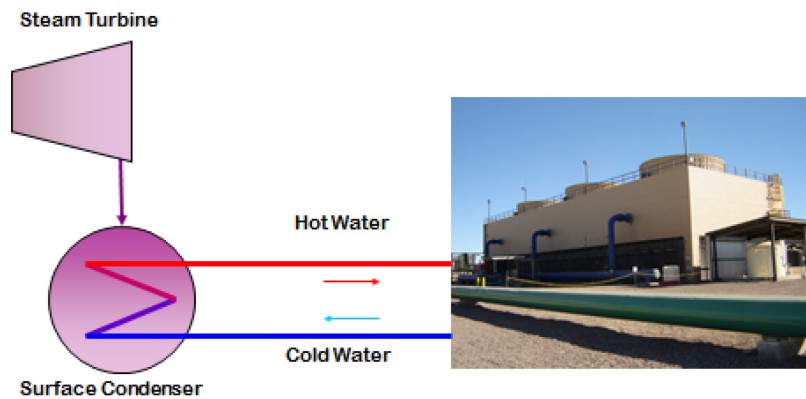 Steam Turbine
Hot Water
Cold Water
Surface Condenser